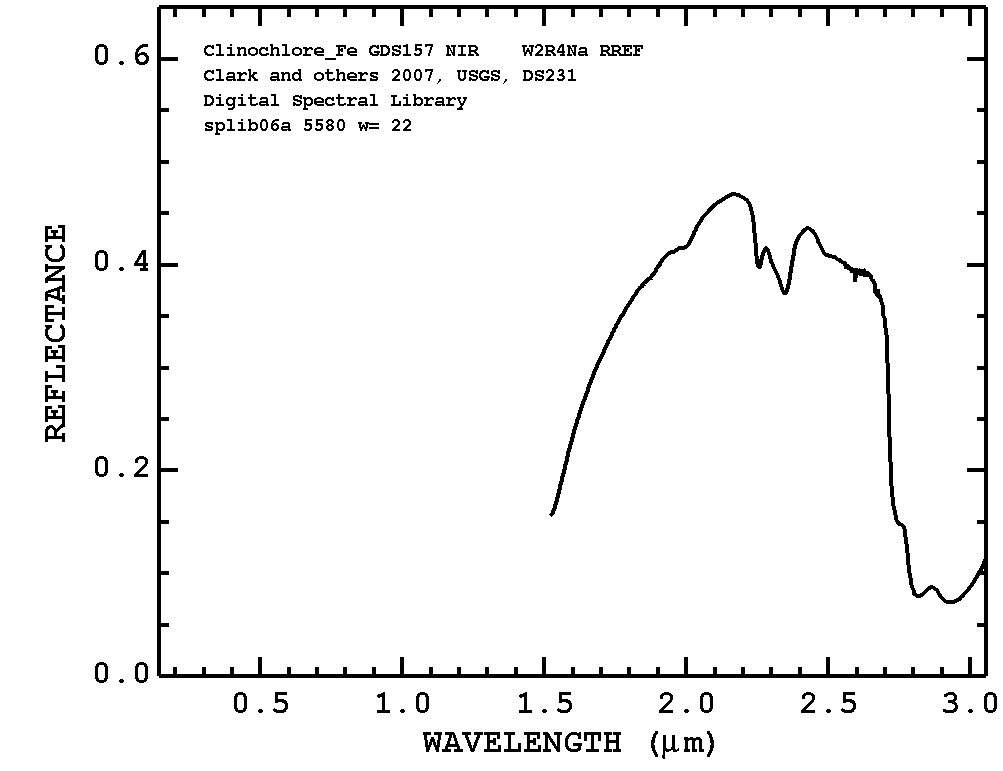 Clinochlore_Fe GDS157 NIR    W2R4Na RREF
Clark and others 2007, USGS, DS231
Digital Spectral Library
splib06a 5580 w= 22
0.6
0.4
0.2
0.0
REFLECTANCE
0.5 1.0 1.5 2.0 2.5 3.0
WAVELENGTH (μm)